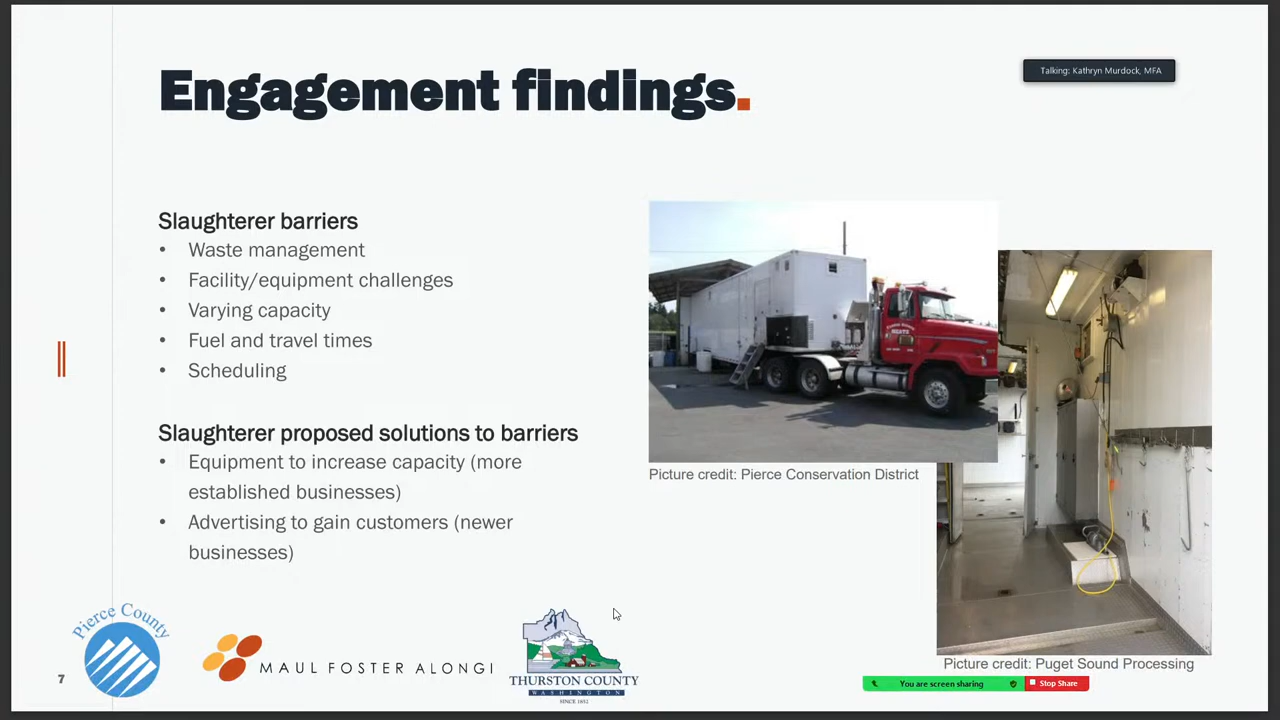 Engagement findings.
Talking: Kathryn Murdock, MFA
Slaughterer barriers
• Waste management
• Facility/equipment challenges
• Varying capacity
• Fuel and travel times
• Scheduling
Slaughterer proposed solutions to barriers
• Equipment to increase capacity (more
established businesses)
• Advertising to gain customers (newer
businesses)
Picture credit: Pierce Conservation District
Picture credit: Puget Sound Processing
7
Pierce County
MAUL FOSTER ALONGI
THURSTON COUNTY
WASHINGTON
SINCE 1852
You are screen sharing
Stop Share